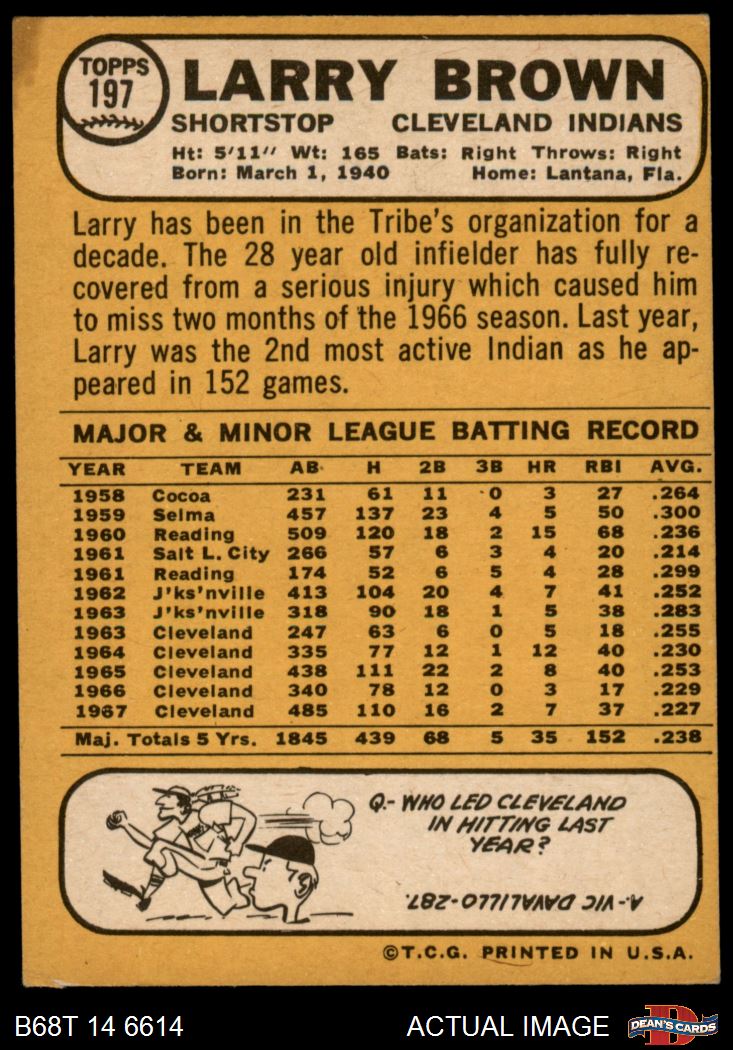 TOPPS
197
LARRY BROWN
SHORTSTOP CLEVELAND INDIANS
Ht: 5'11" Wt: 165 Bats: Right Throws: Right
Born: March 1, 1940 Home: Lantana, Fla.
Larry has been in the Tribe's organization for a
decade. The 28 year old infielder has fully re-
covered from a serious injury which caused him
to miss two months of the 1966 season. Last year,
Larry was the 2nd most active Indian as he ap-
peared in 152 games.
MAJOR & MINOR LEAGUE BATTING RECORD
YEAR TEAM AB. H 2B 3B HR RBI AVG.
1958 Cocoa 231 61 11 0 3 27 .264
1959 Selma 457 137 23 4 5 50 .300
1960 Reading 509 120 18 2 15 68 .236
1961 Salt L. City 266 57 6 3 4 20 .214
1961 Reading 174 52 6 5 4 28 .299
1962 J'ks'nville 413 104 20 4 7 41 .252
1963 J'ks'nville 318 90 18 1 5 38 .283
1963 Cleveland 247 63 6 0 5 18 .255
1964 Cleveland 335 77 12 1 12 40 .230
1965 Cleveland 438 111 22 2 8 40 .253
1966 Cleveland 340 78 12 0 3 17 .229
1967 Cleveland 485 110 16 2 7 37 .227
Maj. Totals 5 Yrs. 1845 439 68 5 35 152 .238
Q.- WHO LED CLEVELAND
IN HITTING LAST
YEAR?
A.- VIC DAVALILLO-287.
©T.C.G. PRINTED IN U.S.A.
B68T 14 6614 ACTUAL IMAGE
D
DEAN'S CARDS